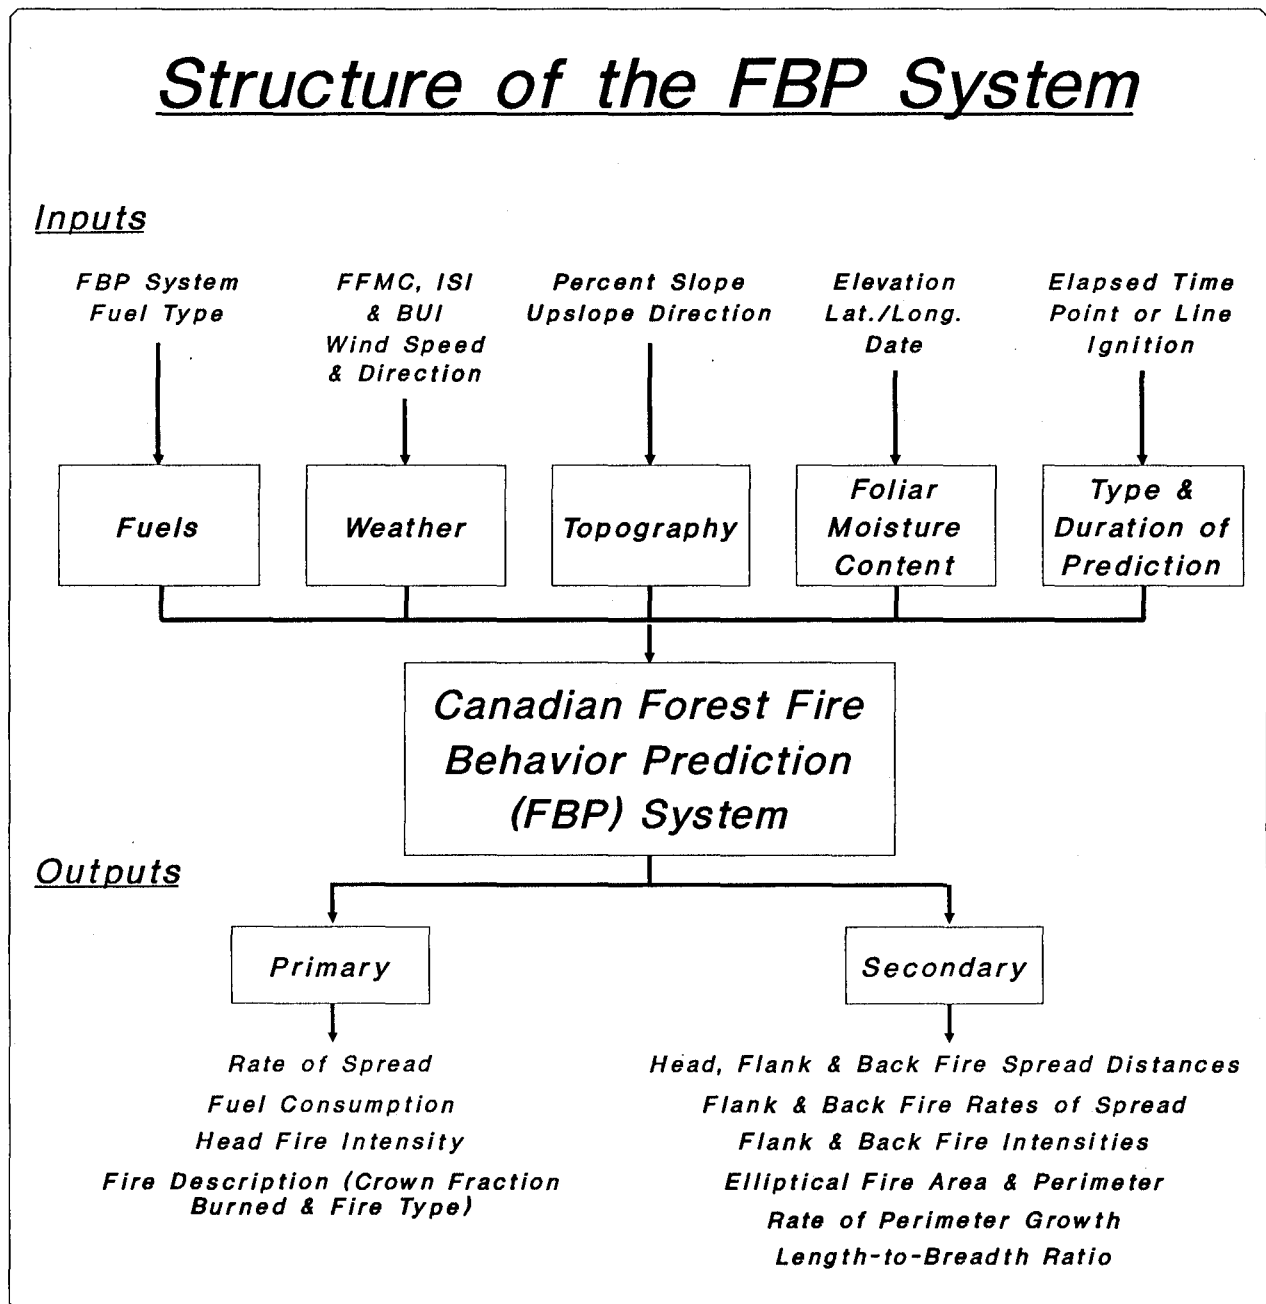 Structure of the FBP System
Inputs
FBP System
Fuel Type
FFMC, ISI
& BUI
Wind Speed
& Direction
Percent Slope
Upslope Direction
Elevation
Lat./Long.
Date
Elapsed Time
Point or Line
Ignition
Fuels
Weather
Topography
Foliar
Moisture
Content
Type &
Duration of
Prediction
Canadian Forest Fire
Behavior Prediction
(FBP) System
Outputs
Primary
Secondary
Rate of Spread
Fuel Consumption
Head Fire Intensity
Fire Description (Crown Fraction
Burned & Fire Type)
Head, Flank & Back Fire Spread Distances
Flank & Back Fire Rates of Spread
Flank & Back Fire Intensities
Elliptical Fire Area & Perimeter
Rate of Perimeter Growth
Length-to-Breadth Ratio